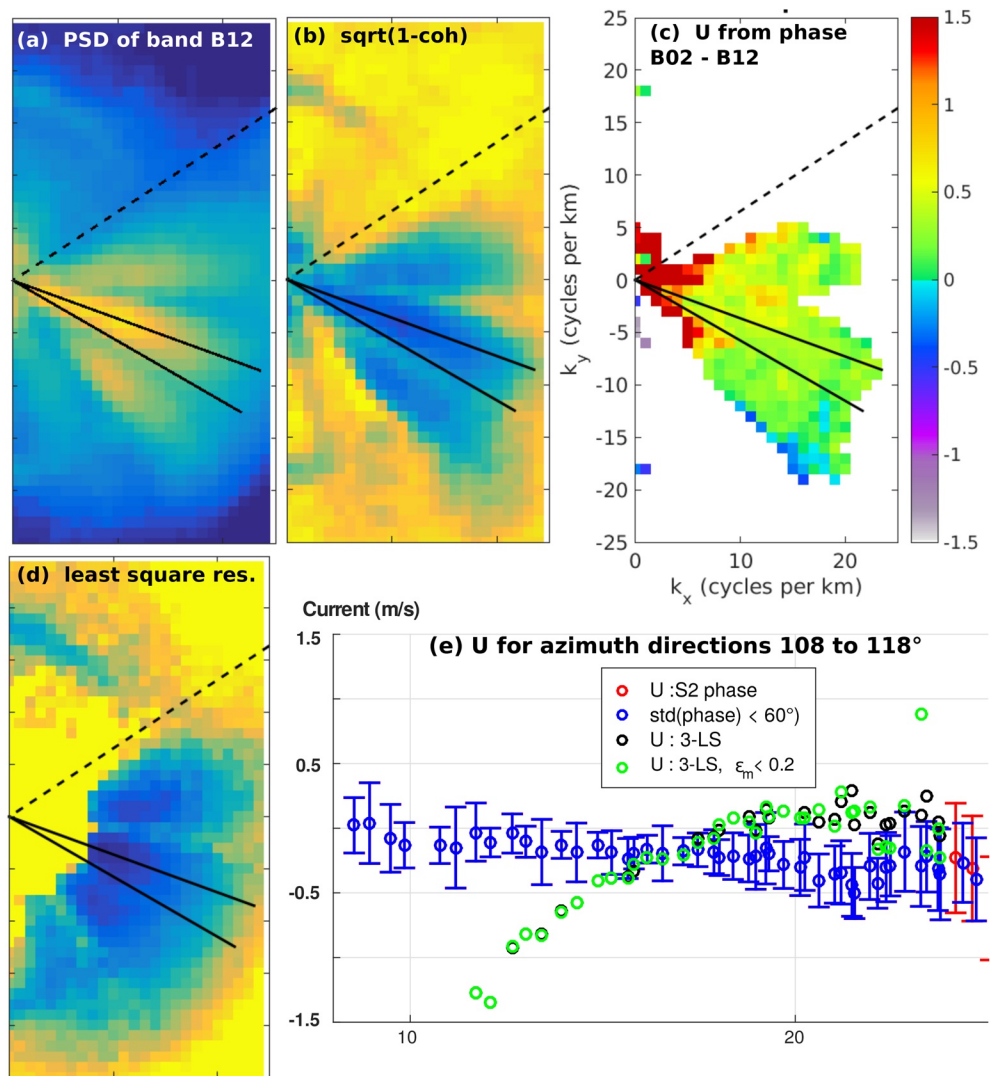 (a) PSD of band B12
(b) sqrt(1-coh)
(c) U from phase
B02 - B12
25
20
15
10
5
0
-5
-10
-15
-20
-25
k_y (cycles per km)
0
10
20
k_x (cycles per km)
1.5
1
0.5
0
-0.5
-1
-1.5
(d) least square res.
Current (m/s)
1.5
0.5
-0.5
-1.5
(e) U for azimuth directions 108 to 118°
U :S2 phase
std(phase) < 60°)
U : 3-LS
U : 3-LS, ε_m < 0.2
10
20